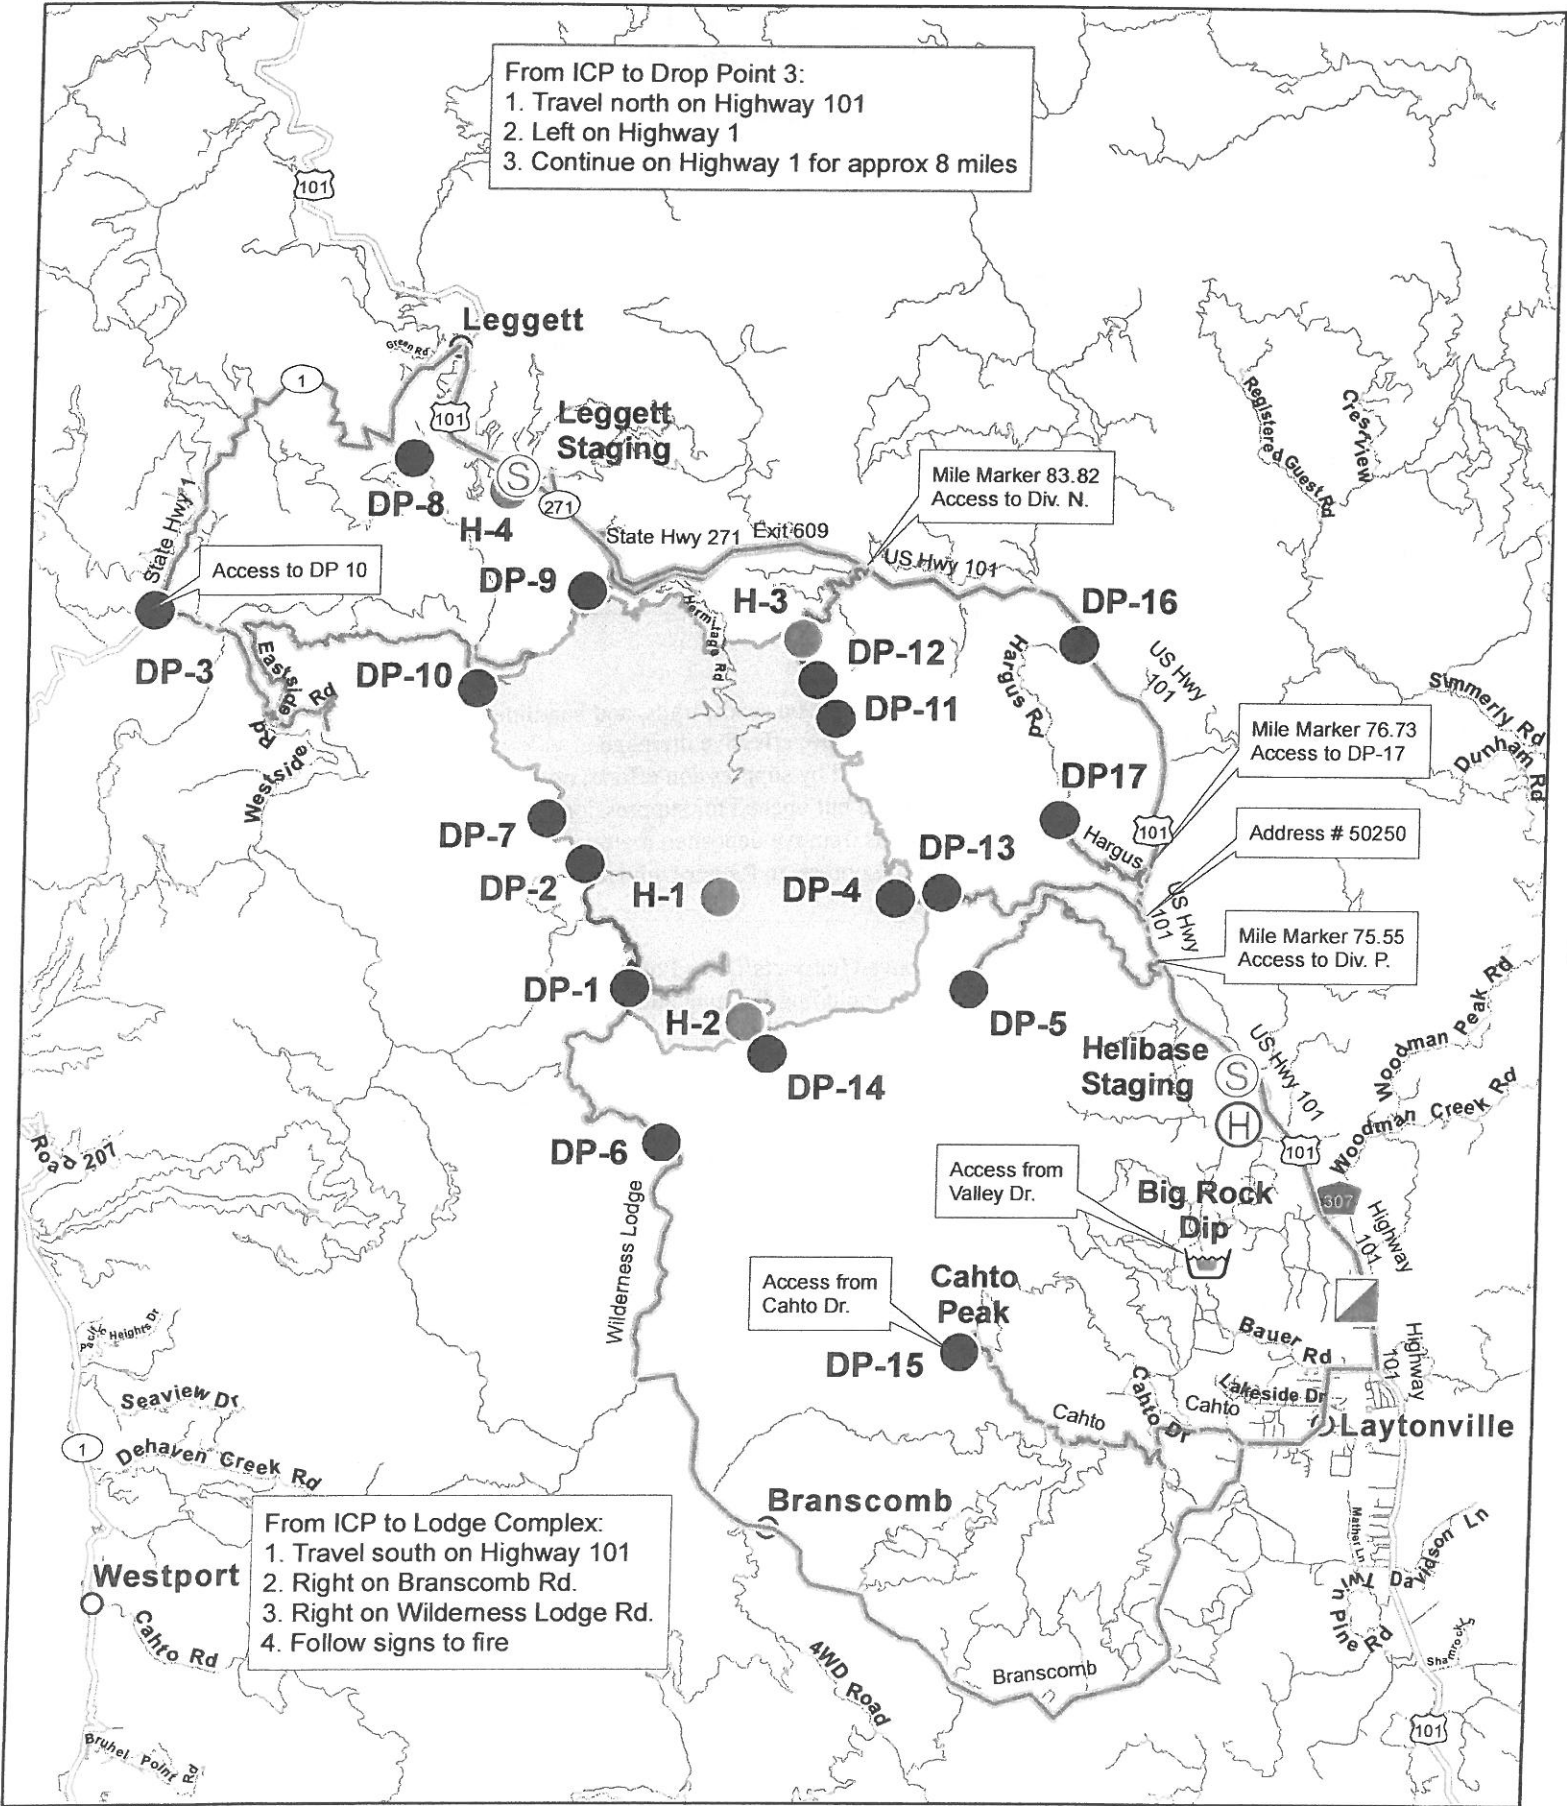 From ICP to Drop Point 3:
1. Travel north on Highway 101
2. Left on Highway 1
3. Continue on Highway 1 for approx 8 miles
101
Leggett
Green Rd
1
101
Leggett
Staging
S
DP-8
H-4
271
State Hwy 271
Exit 609
Mile Marker 83.82
Access to Div. N.
US Hwy 101
Registered Guest Rd
Crestview
State Hwy 1
Access to DP 10
DP-3
DP-9
H-3
Hermitage Rd
DP-16
DP-12
DP-11
DP-10
Eastside Rd
Rd
Westside
Hargus Rd
US Hwy
101
Simmerly Rd
Dunham Rd
Mile Marker 76.73
Access to DP-17
DP17
101
Hargus
Address # 50250
DP-7
DP-2
H-1
DP-4
DP-13
US Hwy
101
Mile Marker 75.55
Access to Div. P.
DP-1
H-2
DP-5
DP-14
Helibase
Staging
S
H
US Hwy 101
101
Woodman Peak Rd
Woodman Creek Rd
307
Highway
101
Road 207
DP-6
Wilderness Lodge
Access from
Valley Dr.
Big Rock
Dip
Access from
Cahto Dr.
Cahto
Peak
DP-15
Bauer
Rd
Highway
101
Lakeside Dr
Cahto
Cahto Dr
Cahto
Laytonville
Pacific Heights Dr
Seaview Dr
1
Dehaven Creek Rd
Branscomb
From ICP to Lodge Complex:
1. Travel south on Highway 101
2. Right on Branscomb Rd.
3. Right on Wilderness Lodge Rd.
4. Follow signs to fire
Westport
Cahto Rd
4WD Road
Branscomb
Mather Ln
Davidson Ln
Twin Pine Rd
Shamrock
101
Bruhel Point Rd